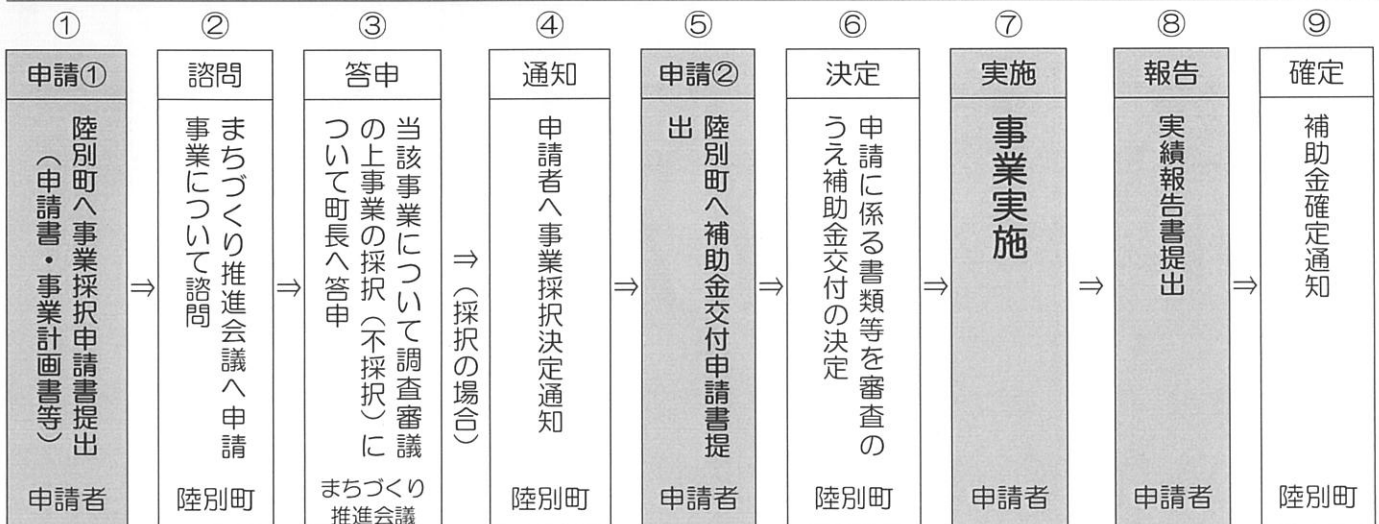 ①
申請①
陸別町へ事業採択申請書提出
（申請書・事業計画書等）
申請者
⇒
②
諮問
まちづくり推進会議へ申請
事業について諮問
陸別町
⇒
③
答申
当該事業について調査審議
の上事業の採択（不採択）に
ついて町長へ答申
まちづくり
推進会議
⇒（採択の場合）
④
通知
申請者へ事業採択決定通知
陸別町
⇒
⑤
申請②
陸別町へ補助金交付申請書提
出
申請者
⇒
⑥
決定
申請に係る書類等を審査の
うえ補助金交付の決定
陸別町
⇒
⑦
実施
事業実施
申請者
⇒
⑧
報告
実績報告書提出
申請者
⇒
⑨
確定
補助金確定通知
陸別町